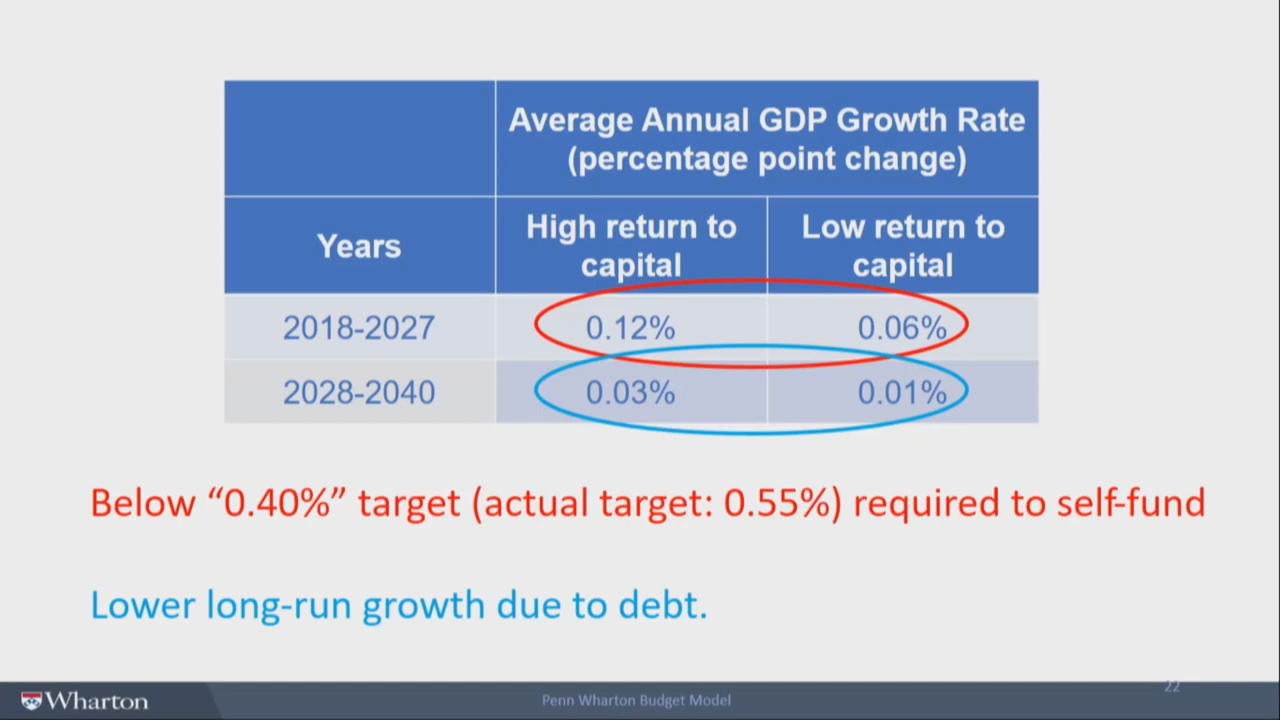 Average Annual GDP Growth Rate
(percentage point change)
Years
High return to
capital
Low return to
capital
2018-2027 0.12% 0.06%
2028-2040 0.03% 0.01%
Below “0.40%” target (actual target: 0.55%) required to self-fund
Lower long-run growth due to debt.
Wharton
Penn Wharton Budget Model
22